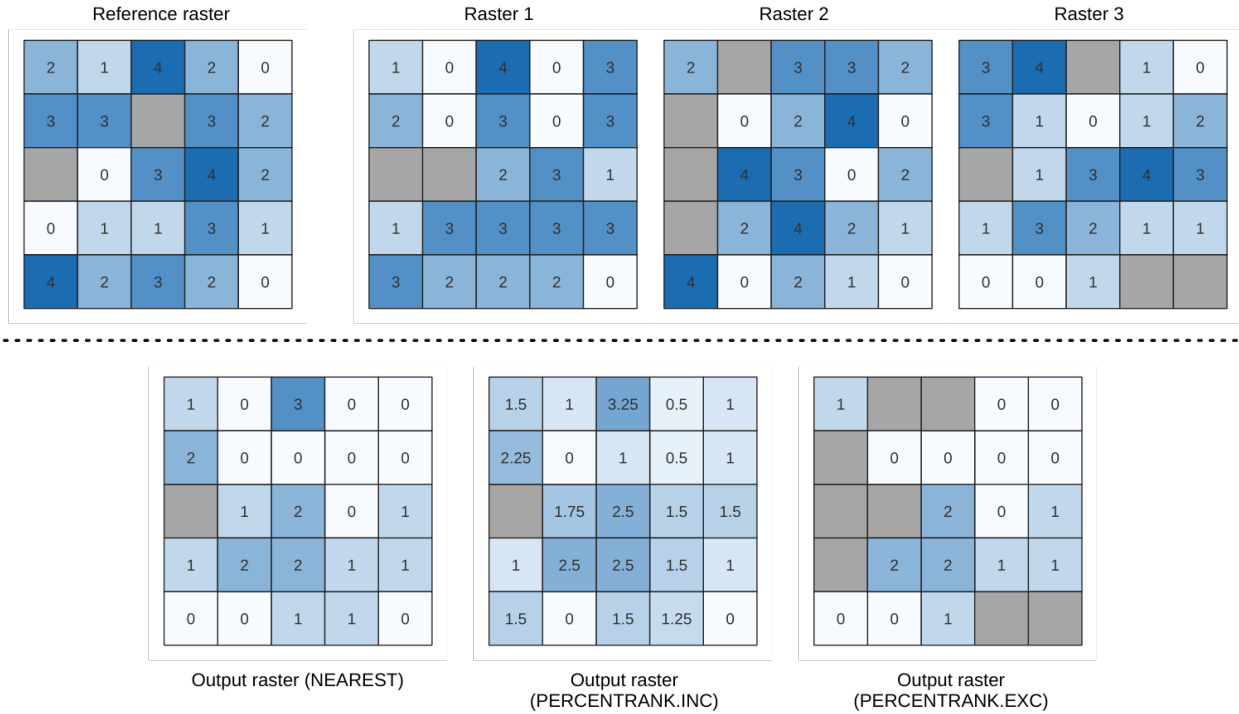 Reference raster Raster 1 Raster 2 Raster 3
2 1 4 2 0 1 0 4 0 3 2 3 3 2 3 4 1 0
3 3 3 2 2 0 3 0 3 0 2 4 0 3 1 0 1 2
0 3 4 2 2 3 1 4 3 0 2 1 3 4 3
0 1 1 3 1 1 3 3 3 3 2 4 2 1 1 3 2 1 1
4 2 3 2 0 3 2 2 2 0 4 0 2 1 0 0 0 1
1 0 3 0 0 1.5 1 3.25 0.5 1 1 0 0
2 0 0 0 0 2.25 0 1 0.5 1 0 0 0 0
1 2 0 1 1.75 2.5 1.5 1.5 2 0 1
1 2 2 1 1 1 2.5 2.5 1.5 1 2 2 1 1
0 0 1 1 0 1.5 0 1.5 1.25 0 0 0 1
Output raster (NEAREST) Output raster Output raster
(PERCENTRANK.INC) (PERCENTRANK.EXC)